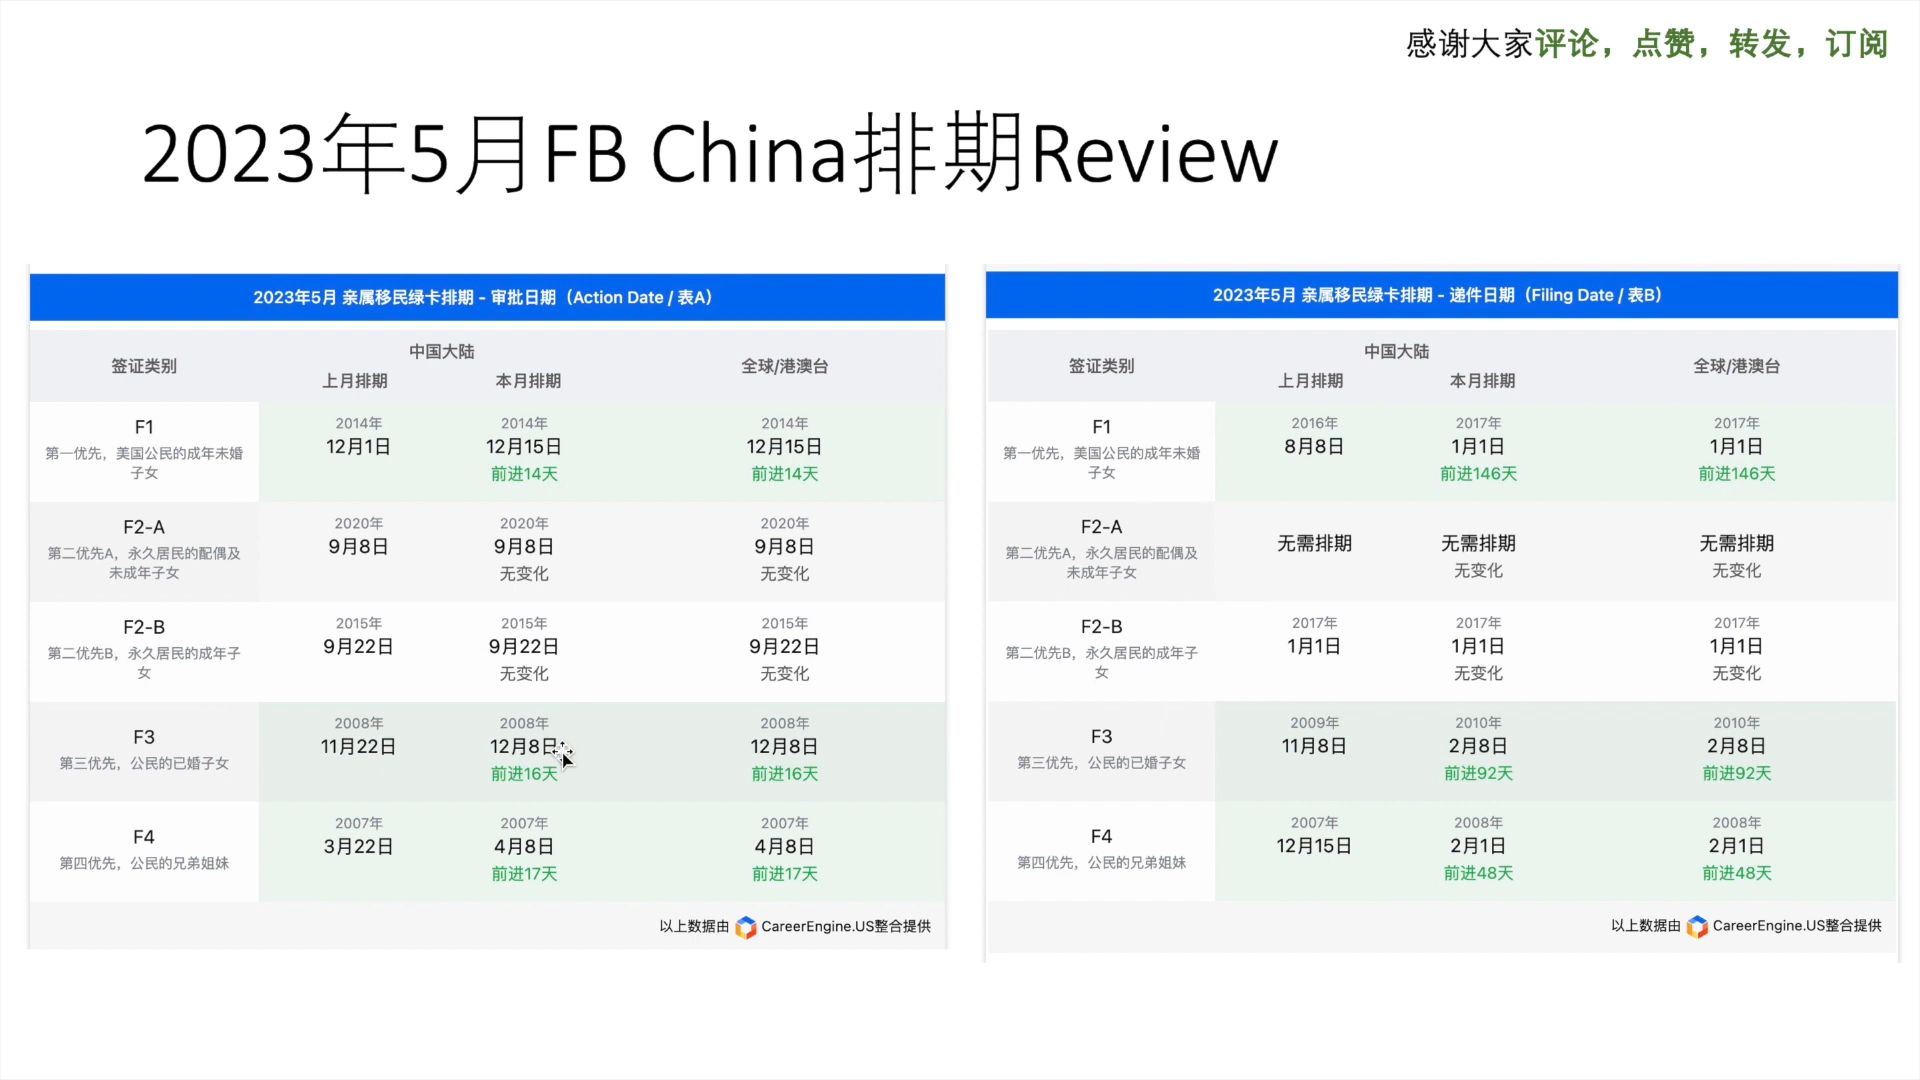 感谢大家评论，点赞，转发，订阅
2023年5月FB China排期Review
2023年5月 亲属移民绿卡排期 - 审批日期（Action Date / 表A）
签证类别
中国大陆
上月排期
本月排期
全球/港澳台
F1
第一优先，美国公民的成年未婚
子女
2014年
12月1日
2014年
12月15日
前进14天
2014年
12月15日
前进14天
F2-A
第二优先A，永久居民的配偶及
未成年子女
2020年
9月8日
2020年
9月8日
无变化
2020年
9月8日
无变化
F2-B
第二优先B，永久居民的成年子
女
2015年
9月22日
2015年
9月22日
无变化
2015年
9月22日
无变化
F3
第三优先，公民的已婚子女
2008年
11月22日
2008年
12月8日
前进16天
2008年
12月8日
前进16天
F4
第四优先，公民的兄弟姐妹
2007年
3月22日
2007年
4月8日
前进17天
2007年
4月8日
前进17天
以上数据由 CareerEngine.US整合提供
2023年5月 亲属移民绿卡排期 - 递件日期（Filing Date / 表B）
签证类别
中国大陆
上月排期
本月排期
全球/港澳台
F1
第一优先，美国公民的成年未婚
子女
2016年
8月8日
2017年
1月1日
前进146天
2017年
1月1日
前进146天
F2-A
第二优先A，永久居民的配偶及
未成年子女
无需排期
无需排期
无变化
无需排期
无变化
F2-B
第二优先B，永久居民的成年子
女
2017年
1月1日
2017年
1月1日
无变化
2017年
1月1日
无变化
F3
第三优先，公民的已婚子女
2009年
11月8日
2010年
2月8日
前进92天
2010年
2月8日
前进92天
F4
第四优先，公民的兄弟姐妹
2007年
12月15日
2008年
2月1日
前进48天
2008年
2月1日
前进48天
以上数据由 CareerEngine.US整合提供